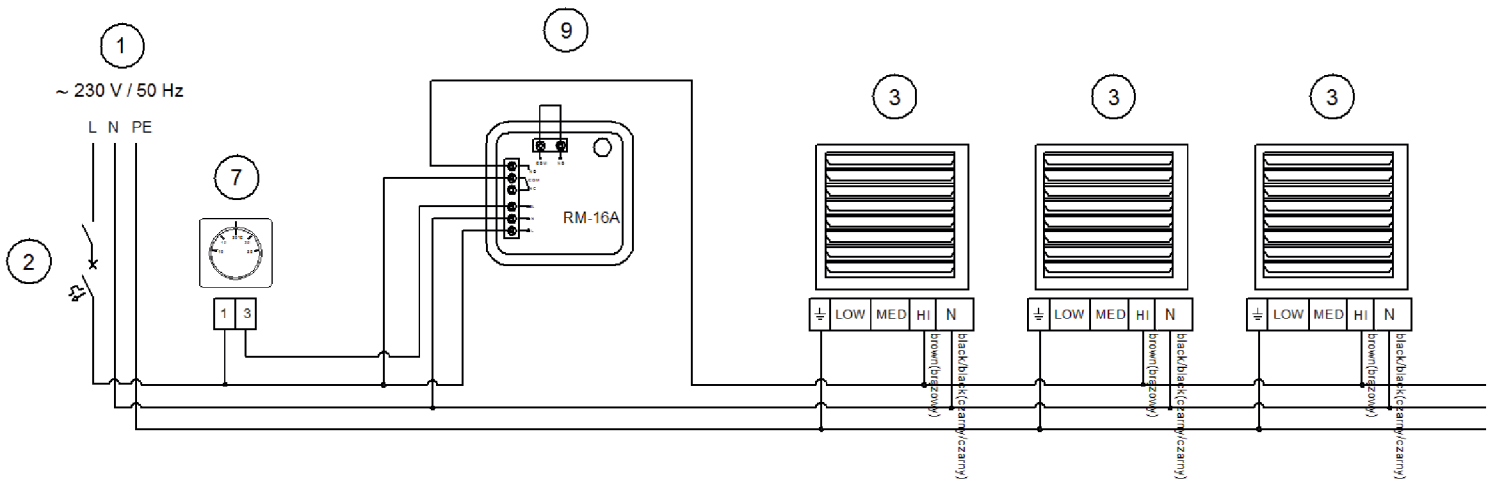 1
9
~ 230 V / 50 Hz
3
3
3
L N PE
7
RM-16A
2
1 3
LOW MED HI N
LOW MED HI N
LOW MED HI N
brown(brązowy)
black/black(czarny/czarny)
brown(brązowy)
black/black(czarny/czarny)
brown(brązowy)
black/black(czarny/czarny)